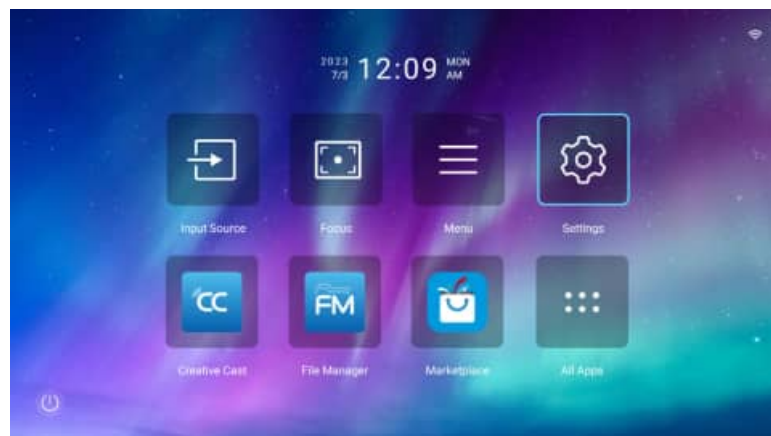 2023 7/3 12:09 MON AM
Input Source
Focus
Menu
Settings
CC
FM
Creative Cast
File Manager
Marketplace
All Apps